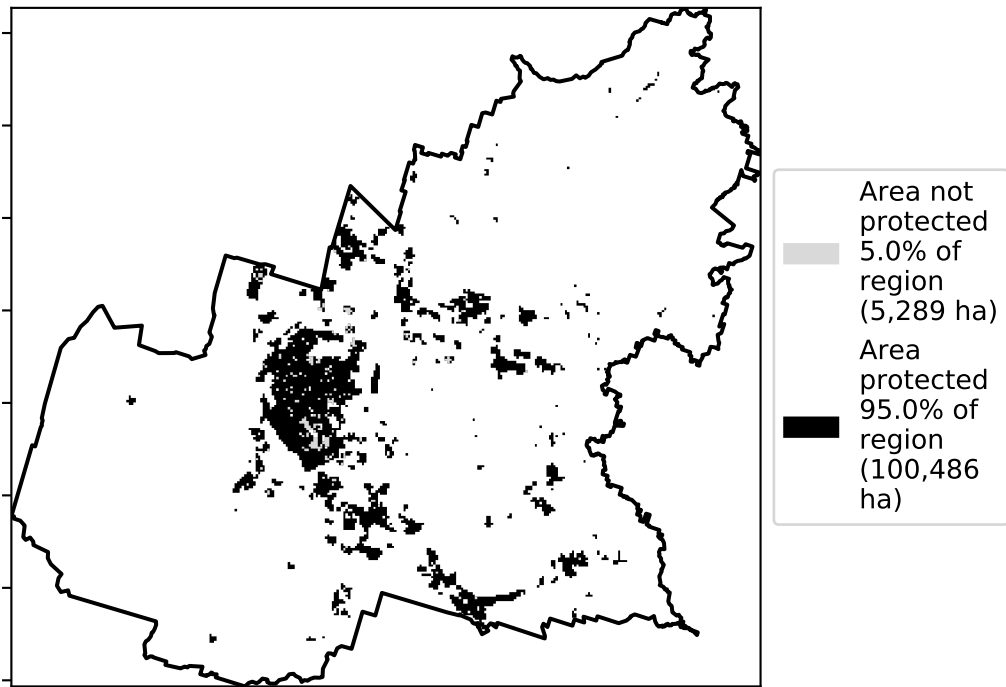 Area not
protected
5.0% of
region
(5,289 ha)
Area
protected
95.0% of
region
(100,486
ha)